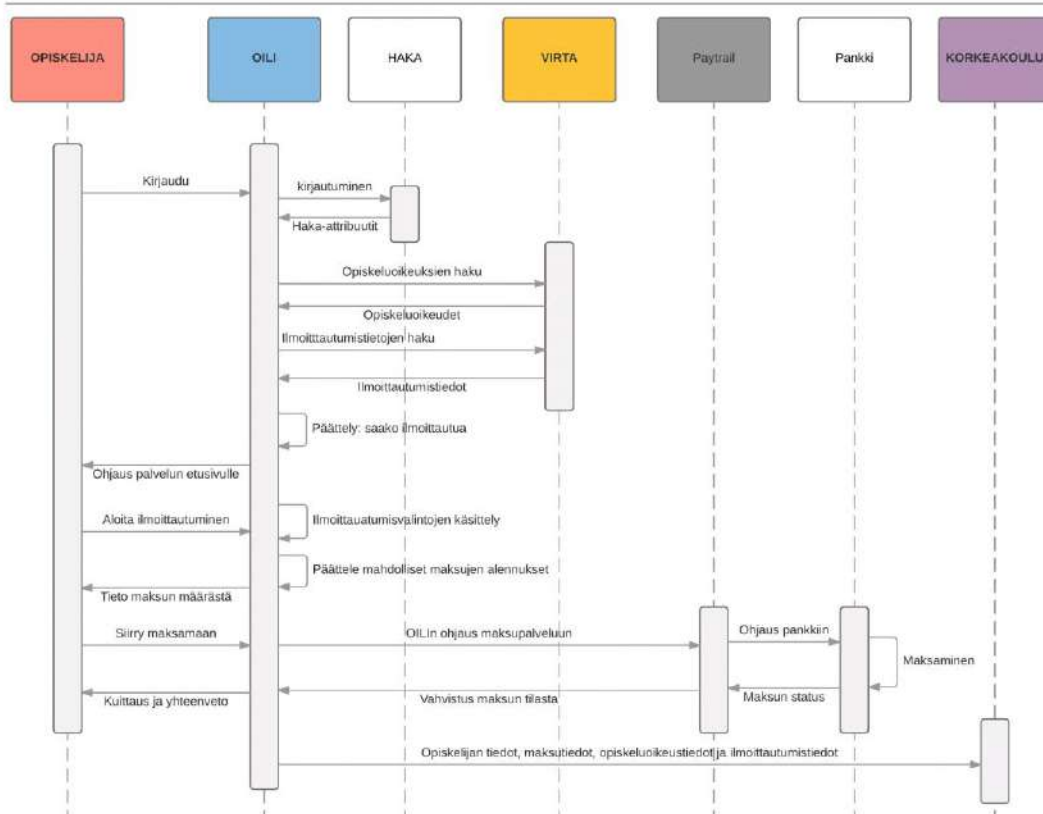 OPISKELIJA
OILI
HAKA
VIRTA
Paytrail
Pankki
KORKEAKOULU
Kirjaudu
kirjautuminen
Haka-attribuutit
Opiskeluoikeuksien haku
Opiskeluoikeudet
Ilmoitttautumistietojen haku
Ilmoittautumistiedot
Päättely: saako ilmoittautua
Ohjaus palvelun etusivulle
Aloita ilmoittautuminen
Ilmoittauatumisvalintojen käsittely
Päättele mahdolliset maksujen alennukset
Tieto maksun määrästä
Siirry maksamaan
OILIn ohjaus maksupalveluun
Ohjaus pankkiin
Maksaminen
Kuittaus ja yhteenveto
Vahvistus maksun tilasta
Maksun status
Opiskelijan tiedot, maksutiedot, opiskeluoikeustiedot ja ilmoittautumistiedot